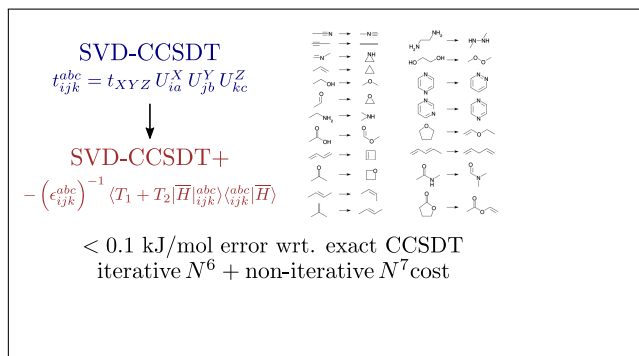 SVD-CCSDT
t_{ijk}^{abc} = t_{XYZ} U_{ia}^{X} U_{jb}^{Y} U_{kc}^{Z}
SVD-CCSDT+
− (ϵ_{ijk}^{abc})^{−1} ⟨T_1 + T_2|H̅|_{ijk}^{abc}⟩⟨_{ijk}^{abc}|H̅⟩
< 0.1 kJ/mol error wrt. exact CCSDT
iterative N^6 + non-iterative N^7 cost